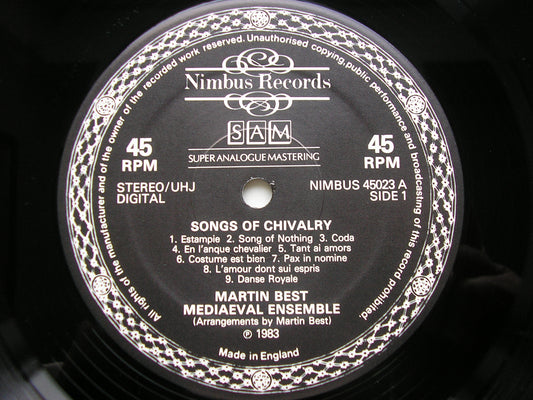 All rights of the manufacturer and of the owner of the recorded work reserved. Unauthorised copying, public performance and broadcasting of this record prohibited.
Nimbus Records
SAM
SUPER ANALOGUE MASTERING
45
RPM
45
RPM
STEREO/UHJ
DIGITAL
NIMBUS 45023 A
SIDE 1
SONGS OF CHIVALRY
1. Estampie 2. Song of Nothing 3. Coda
4. En l'anque chevalier 5. Tant ai amors
6. Costume est bien 7. Pax in nomine
8. L'amour dont sui espris
9. Danse Royale
MARTIN BEST
MEDIAEVAL ENSEMBLE
(Arrangements by Martin Best)
Ⓟ 1983
Made in England